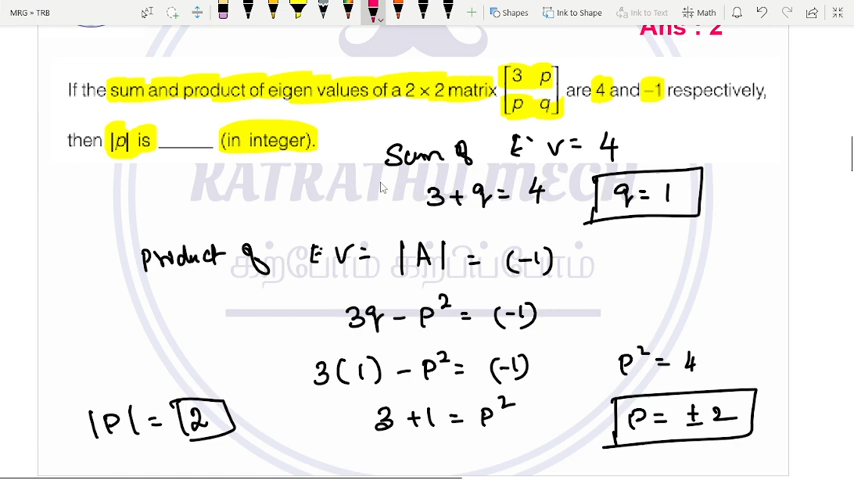 MRG » TRB
Shapes Ink to Shape Ink to Text Math
Ans : 2
If the sum and product of eigen values of a 2 × 2 matrix [3 p; p q] are 4 and –1 respectively,
then |p| is ______ (in integer).
KATRATHU MECH
கற்போம் கற்பிப்போம்
Sum of E V = 4
3 + q = 4 q = 1
Product of E V = |A| = (-1)
3q - p² = (-1)
3(1) - p² = (-1) p² = 4
|P| = 2 3 + 1 = p² p = ± 2